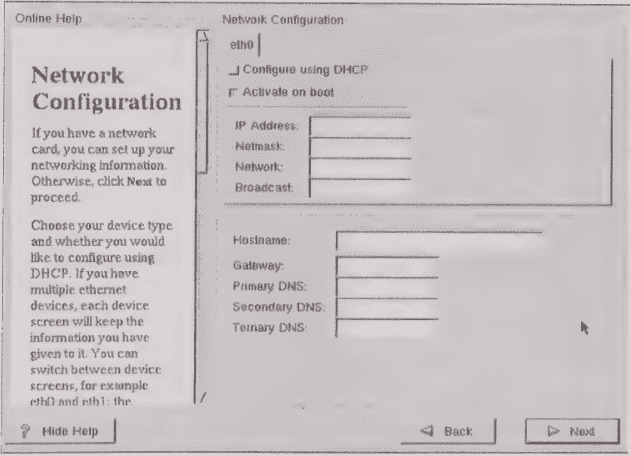 Online Help
Network
Configuration
If you have a network
card, you can set up your
networking information.
Otherwise, click Next to
proceed.
Choose your device type
and whether you would
like to configure using
DHCP. If you have
multiple ethernet
devices, each device
screen will keep the
information you have
given to it. You can
switch between device
screens, for example
eth0 and eth1; the
Network Configuration
eth0
Configure using DHCP
Activate on boot
IP Address:
Netmask:
Network:
Broadcast:
Hostname:
Gateway:
Primary DNS:
Secondary DNS:
Ternary DNS:
? Hide Help
Back
Next